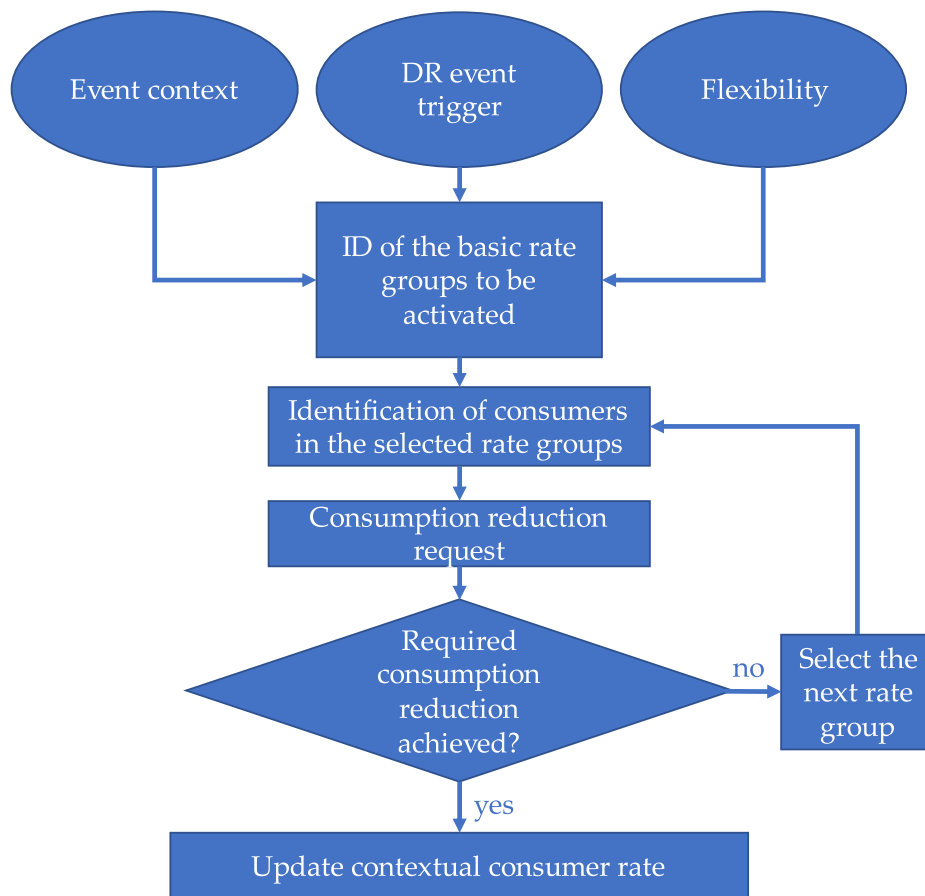 Event context
DR event
trigger
Flexibility
ID of the basic rate
groups to be
activated
Identification of consumers
in the selected rate groups
Consumption reduction
request
Required
consumption
reduction
achieved?
no
Select the
next rate
group
yes
Update contextual consumer rate